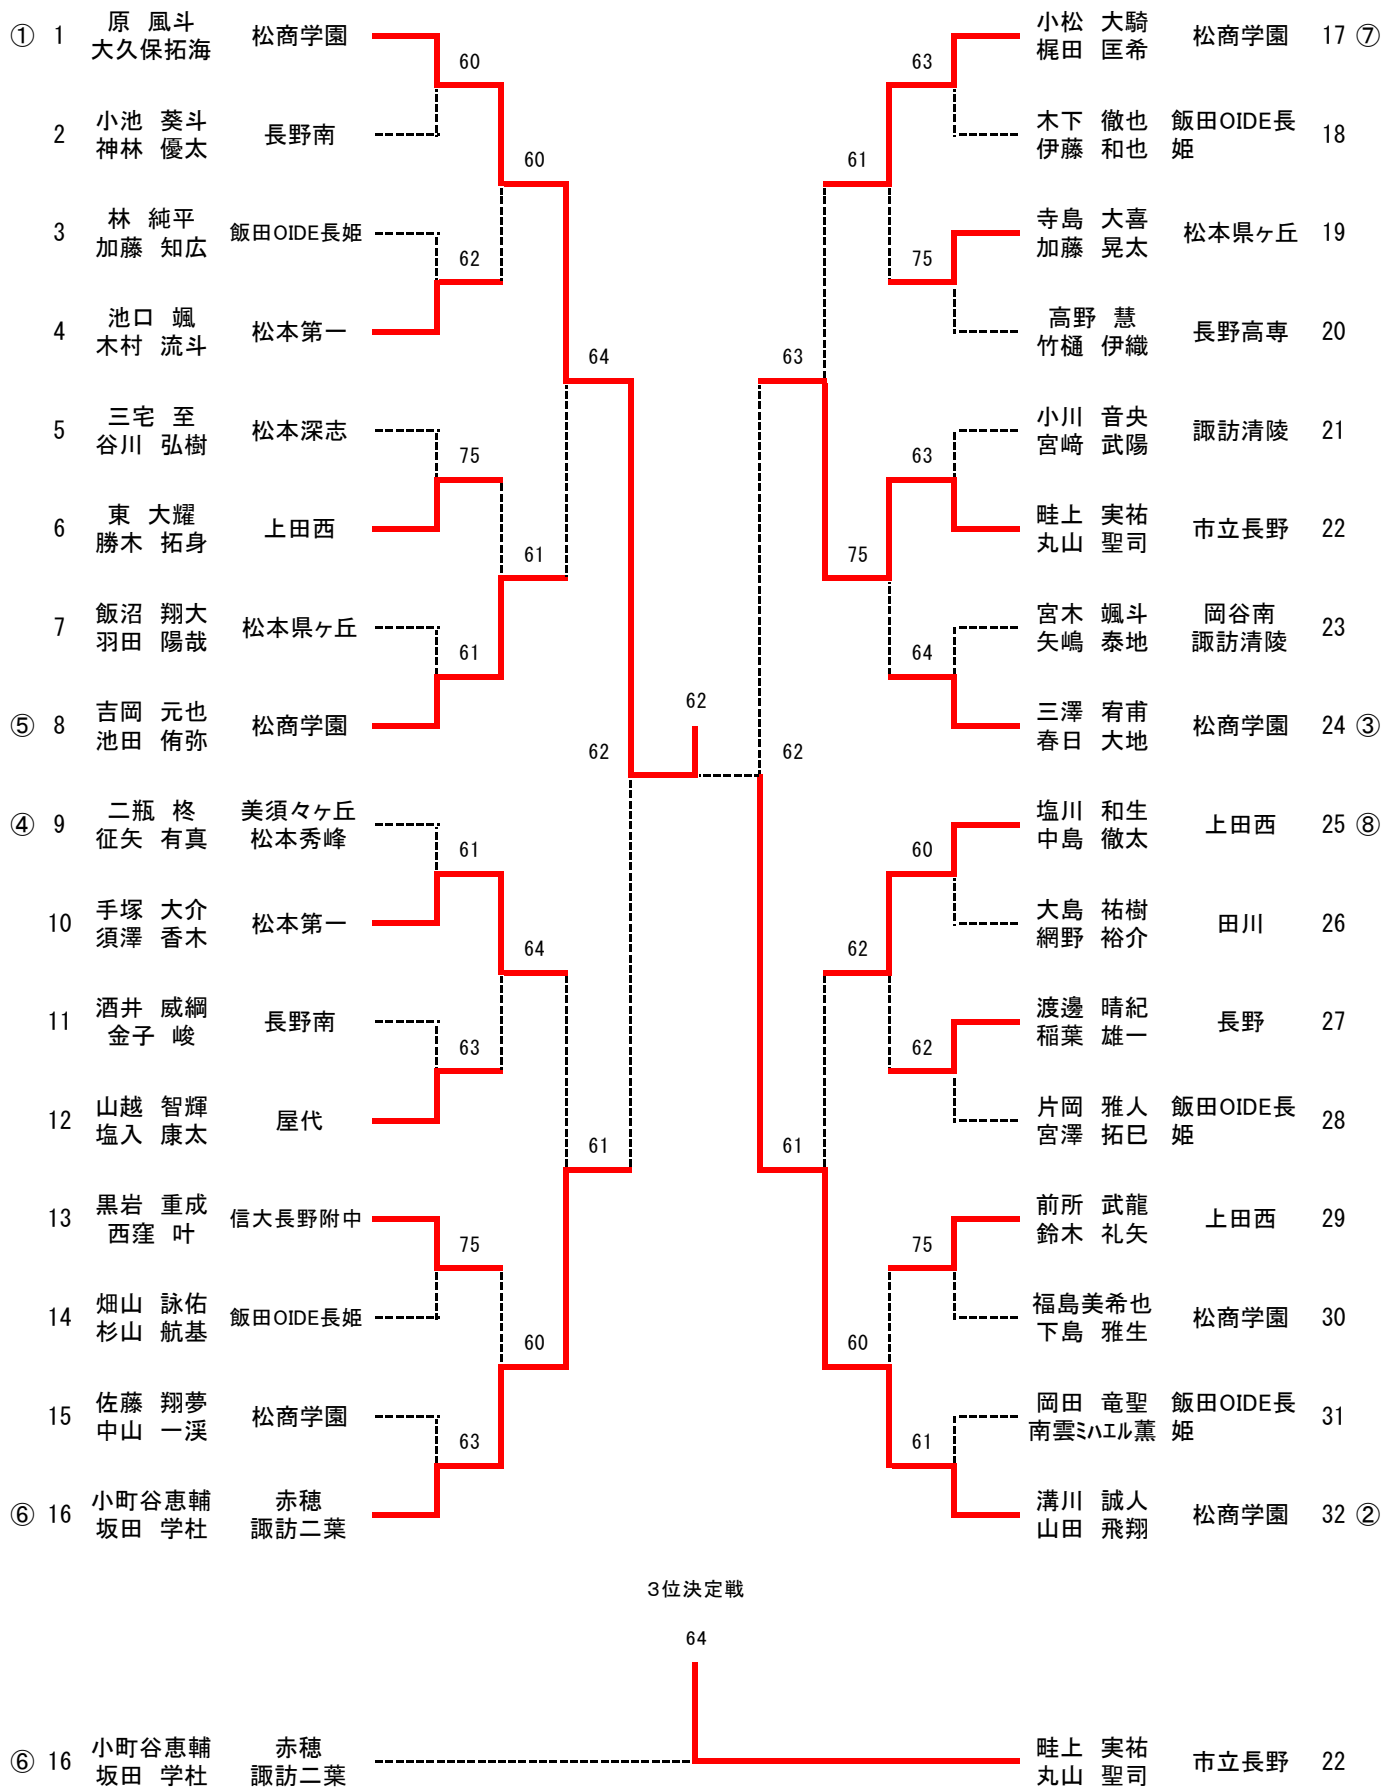 ① 1 原 風斗 大久保拓海 松商学園
60
2 小池 葵斗 神林 優太 長野南
60
3 林 純平 加藤 知広 飯田OIDE長姫
62
4 池口 颯 木村 流斗 松本第一
64
5 三宅 至 谷川 弘樹 松本深志
75
6 東 大耀 勝木 拓身 上田西
61
7 飯沼 翔大 羽田 陽哉 松本県ヶ丘
61
⑤ 8 吉岡 元也 池田 侑弥 松商学園
62
④ 9 二瓶 柊 征矢 有真 美須々ヶ丘 松本秀峰
61
10 手塚 大介 須澤 香木 松本第一
64
11 酒井 威綱 金子 峻 長野南
63
12 山越 智輝 塩入 康太 屋代
61
13 黒岩 重成 西窪 叶 信大長野附中
75
14 畑山 詠佑 杉山 航基 飯田OIDE長姫
60
15 佐藤 翔夢 中山 一渓 松商学園
63
⑥ 16 小町谷恵輔 坂田 学杜 赤穂 諏訪二葉
62
小松 大騎 梶田 匡希 松商学園 17 ⑦
63
木下 徹也 伊藤 和也 飯田OIDE長姫 18
61
寺島 大喜 加藤 晃太 松本県ヶ丘 19
75
高野 慧 竹樋 伊織 長野高専 20
63
小川 音央 宮﨑 武陽 諏訪清陵 21
63
畦上 実祐 丸山 聖司 市立長野 22
75
宮木 颯斗 矢嶋 泰地 岡谷南 諏訪清陵 23
64
三澤 宥甫 春日 大地 松商学園 24 ③
62
塩川 和生 中島 徹太 上田西 25 ⑧
60
大島 祐樹 網野 裕介 田川 26
62
渡邊 晴紀 稲葉 雄一 長野 27
62
片岡 雅人 宮澤 拓巳 飯田OIDE長姫 28
61
前所 武龍 鈴木 礼矢 上田西 29
75
福島美希也 下島 雅生 松商学園 30
60
岡田 竜聖 南雲ﾐﾊｴﾙ薫 飯田OIDE長姫 31
61
溝川 誠人 山田 飛翔 松商学園 32 ②
3位決定戦
64
⑥ 16 小町谷恵輔 坂田 学杜 赤穂 諏訪二葉
畦上 実祐 丸山 聖司 市立長野 22